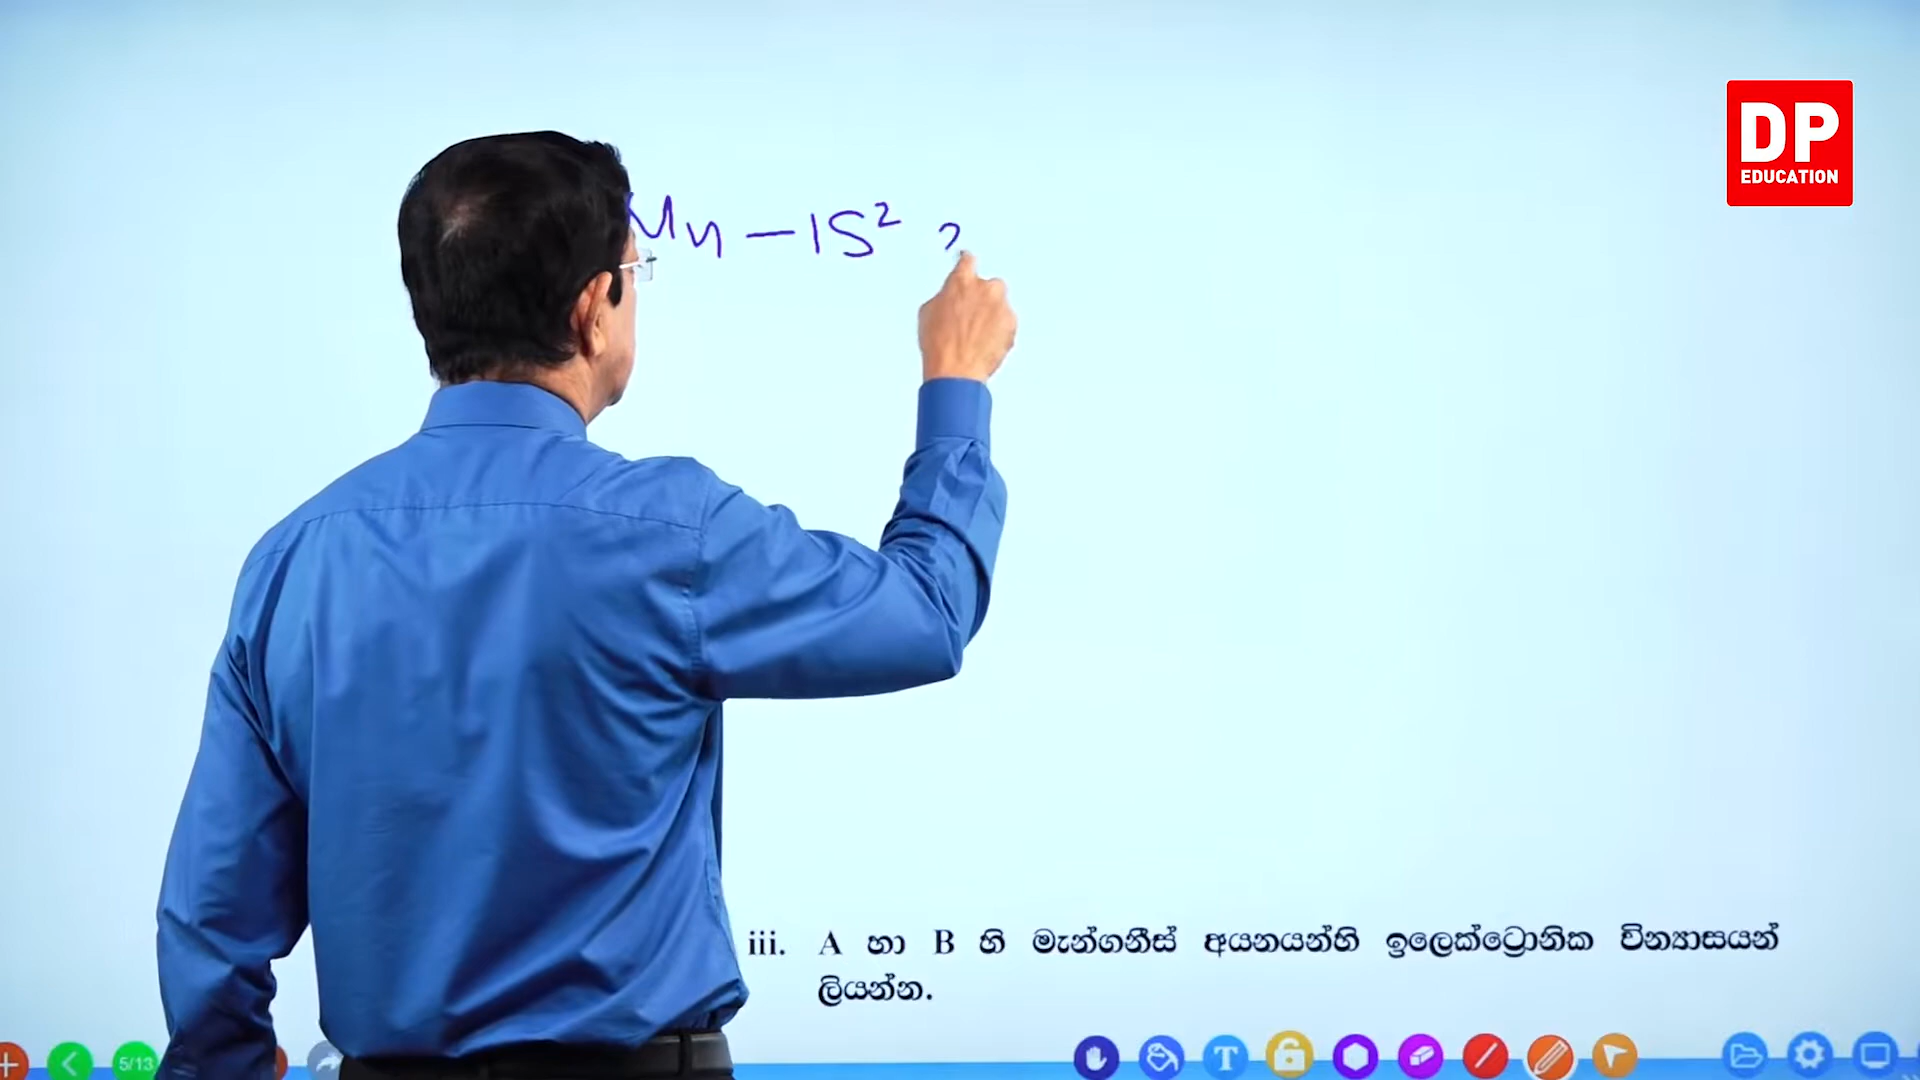 DP
EDUCATION
Mn - 1S² 2
iii. A හා B හි මැන්ගනීස් අයනයන්හි ඉලෙක්ට්‍රොනික වින්‍යාසයන්
ලියන්න.
5/13
T